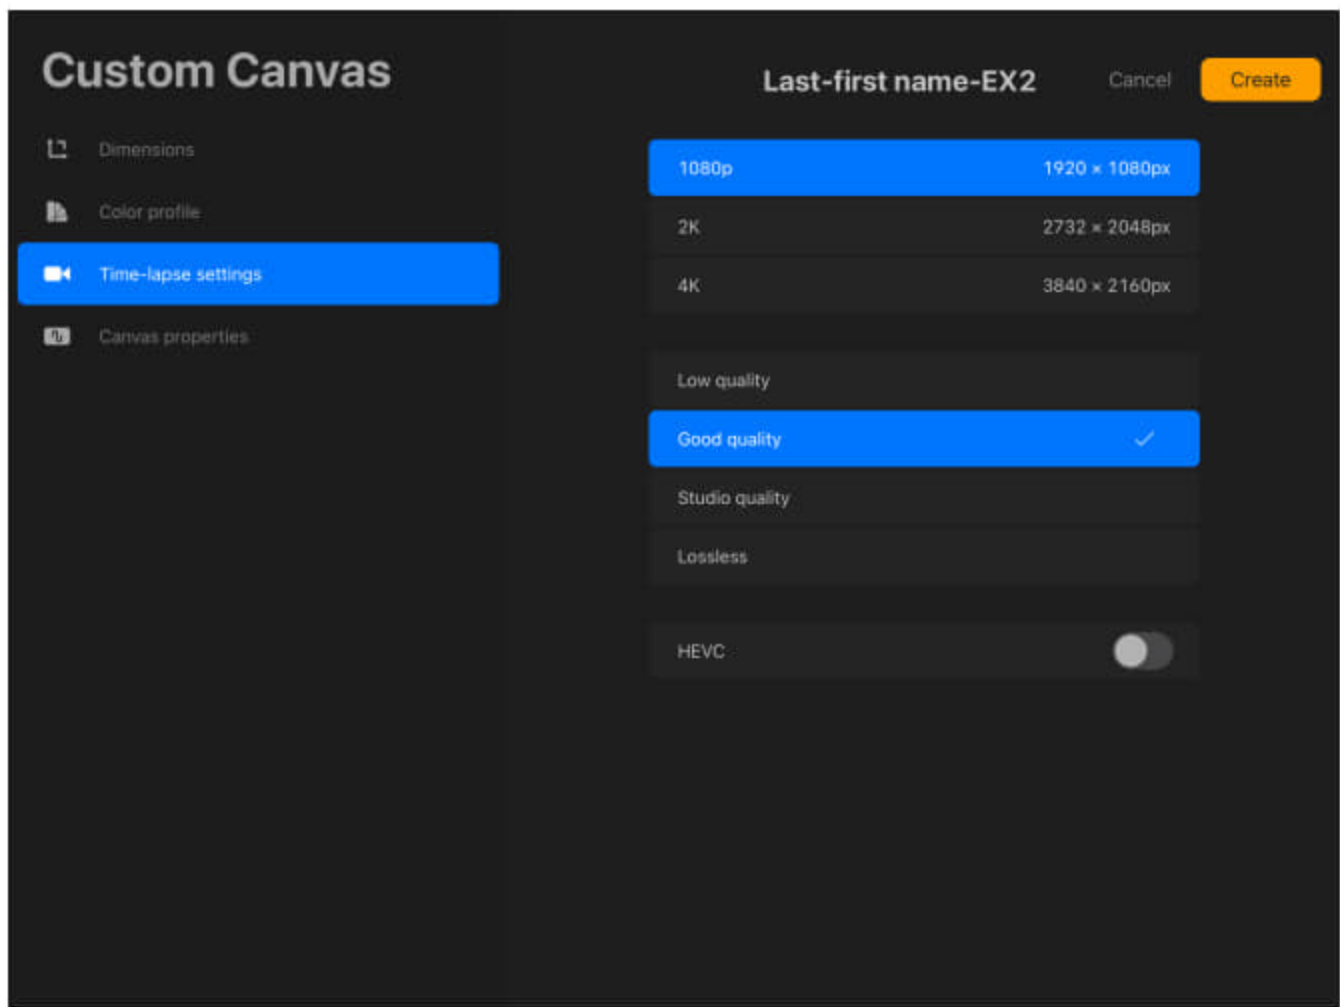 Custom Canvas
Last-first name-EX2
Cancel
Create
Dimensions
Color profile
Time-lapse settings
Canvas properties
1080p 1920 × 1080px
2K 2732 × 2048px
4K 3840 × 2160px
Low quality
Good quality
Studio quality
Lossless
HEVC